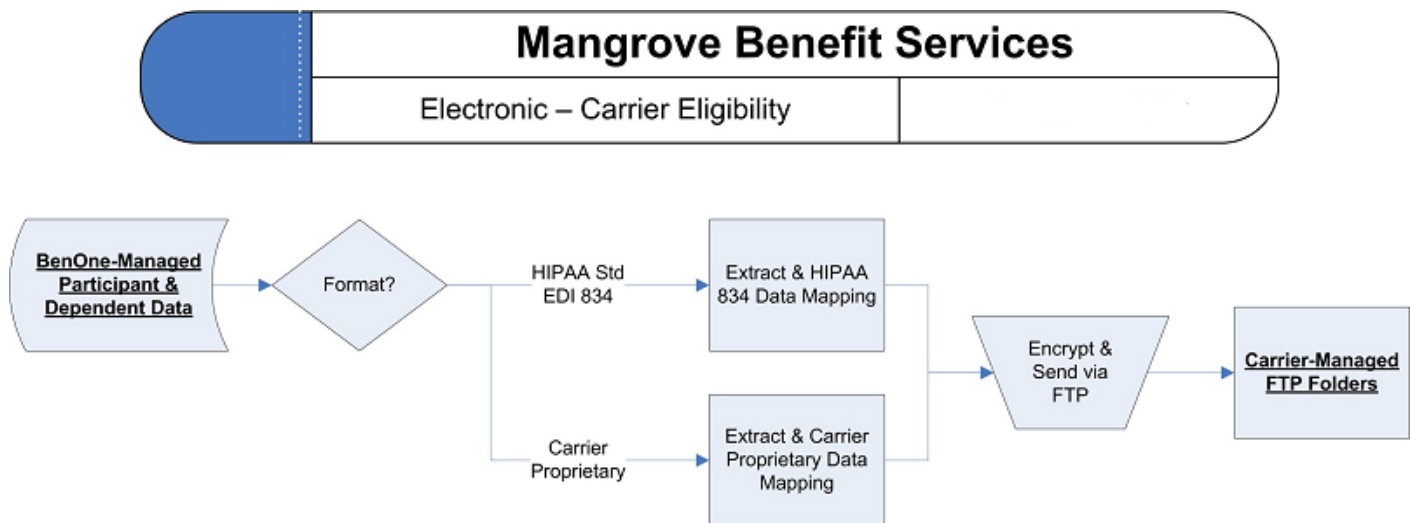 Mangrove Benefit Services
Electronic – Carrier Eligibility
BenOne-Managed
Participant &
Dependent Data
Format?
HIPAA Std
EDI 834
Extract & HIPAA
834 Data Mapping
Carrier
Proprietary
Extract & Carrier
Proprietary Data
Mapping
Encrypt &
Send via
FTP
Carrier-Managed
FTP Folders